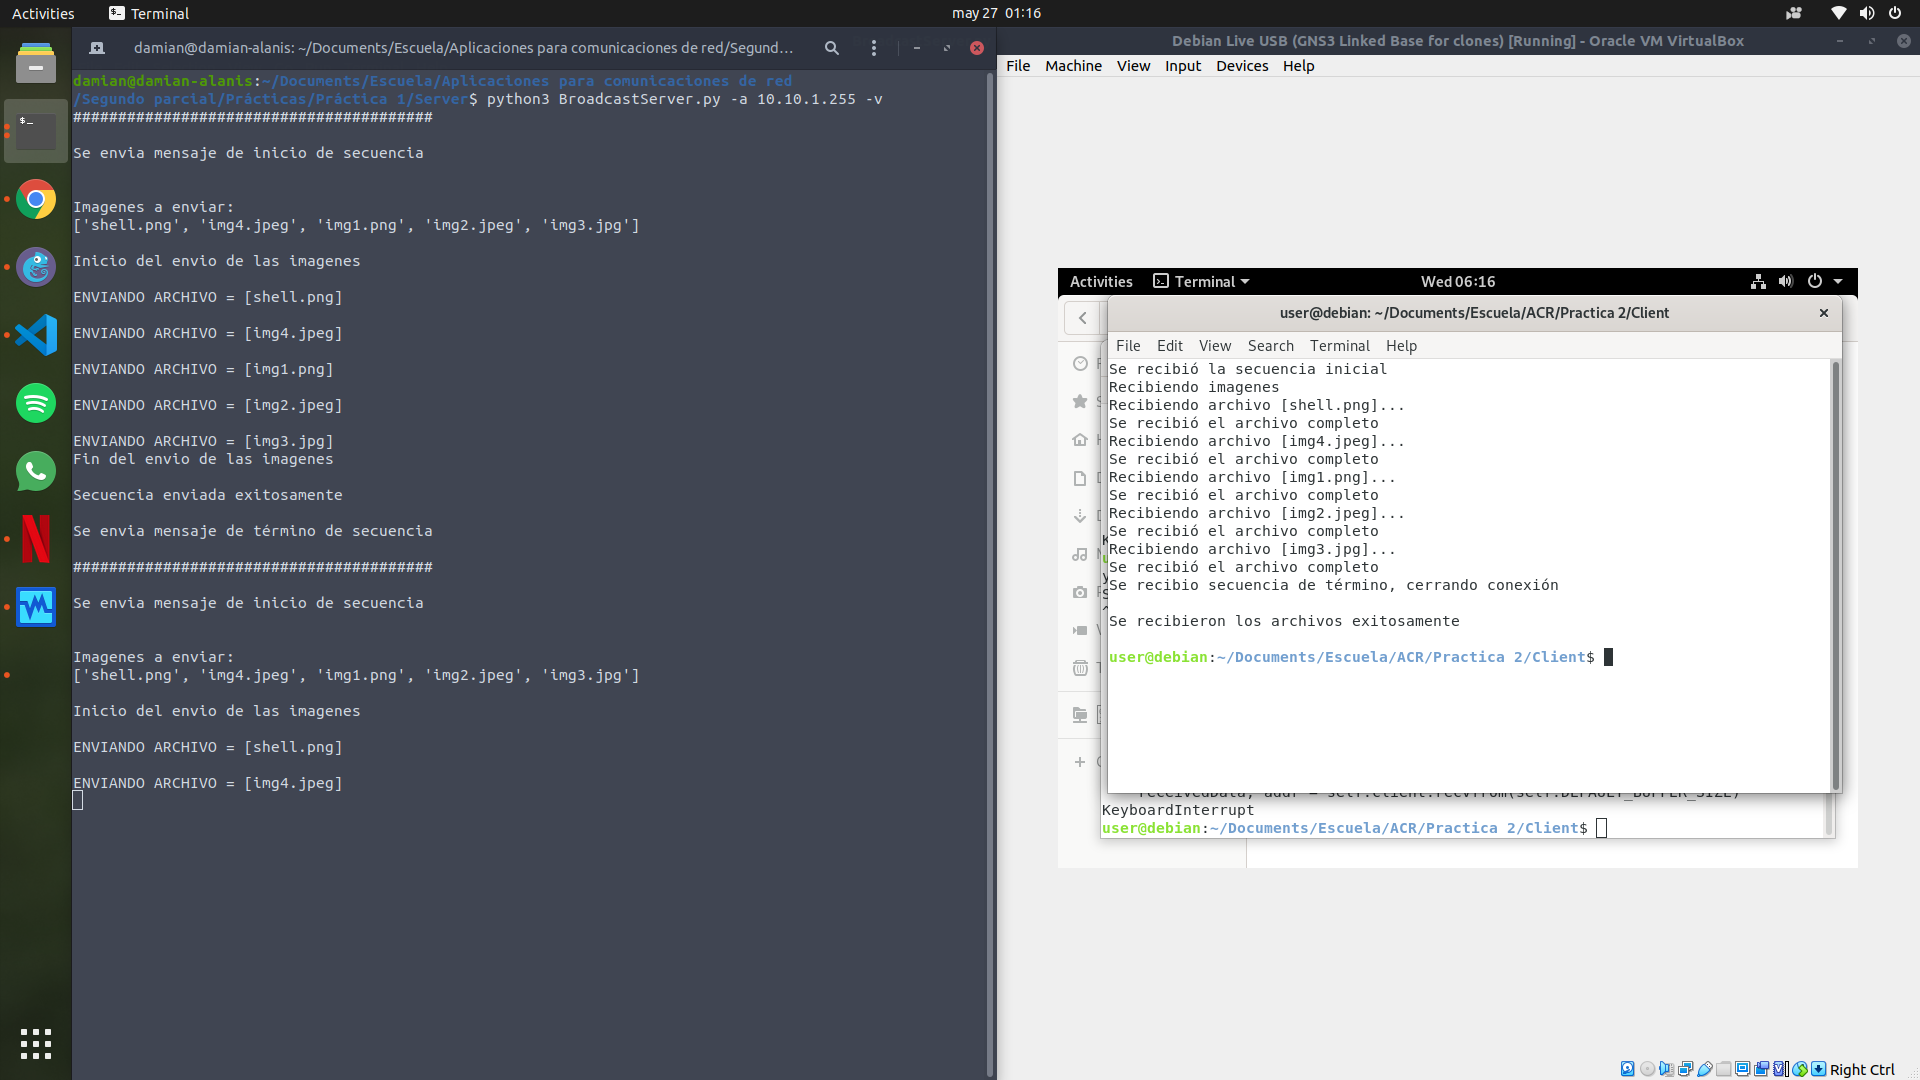 Activities
Terminal
may 27 01:16
damian@damian-alanis: ~/Documents/Escuela/Aplicaciones para comunicaciones de red/Segund...
damian@damian-alanis:~/Documents/Escuela/Aplicaciones para comunicaciones de red
/Segundo parcial/Prácticas/Práctica 1/Server$ python3 BroadcastServer.py -a 10.10.1.255 -v
########################################
Se envia mensaje de inicio de secuencia
Imagenes a enviar:
['shell.png', 'img4.jpeg', 'img1.png', 'img2.jpeg', 'img3.jpg']
Inicio del envio de las imagenes
ENVIANDO ARCHIVO = [shell.png]
ENVIANDO ARCHIVO = [img4.jpeg]
ENVIANDO ARCHIVO = [img1.png]
ENVIANDO ARCHIVO = [img2.jpeg]
ENVIANDO ARCHIVO = [img3.jpg]
Fin del envio de las imagenes
Secuencia enviada exitosamente
Se envia mensaje de término de secuencia
########################################
Se envia mensaje de inicio de secuencia
Imagenes a enviar:
['shell.png', 'img4.jpeg', 'img1.png', 'img2.jpeg', 'img3.jpg']
Inicio del envio de las imagenes
ENVIANDO ARCHIVO = [shell.png]
ENVIANDO ARCHIVO = [img4.jpeg]
Debian Live USB (GNS3 Linked Base for clones) [Running] - Oracle VM VirtualBox
File Machine View Input Devices Help
Activities Terminal Wed 06:16
user@debian: ~/Documents/Escuela/ACR/Practica 2/Client
File Edit View Search Terminal Help
Se recibió la secuencia inicial
Recibiendo imagenes
Recibiendo archivo [shell.png]...
Se recibió el archivo completo
Recibiendo archivo [img4.jpeg]...
Se recibió el archivo completo
Recibiendo archivo [img1.png]...
Se recibió el archivo completo
Recibiendo archivo [img2.jpeg]...
Se recibió el archivo completo
Recibiendo archivo [img3.jpg]...
Se recibió el archivo completo
Se recibio secuencia de término, cerrando conexión
Se recibieron los archivos exitosamente
user@debian:~/Documents/Escuela/ACR/Practica 2/Client$
receivedData, addr = self.client.recvfrom(self.DEFAULT_BUFFER_SIZE)
KeyboardInterrupt
user@debian:~/Documents/Escuela/ACR/Practica 2/Client$
Right Ctrl